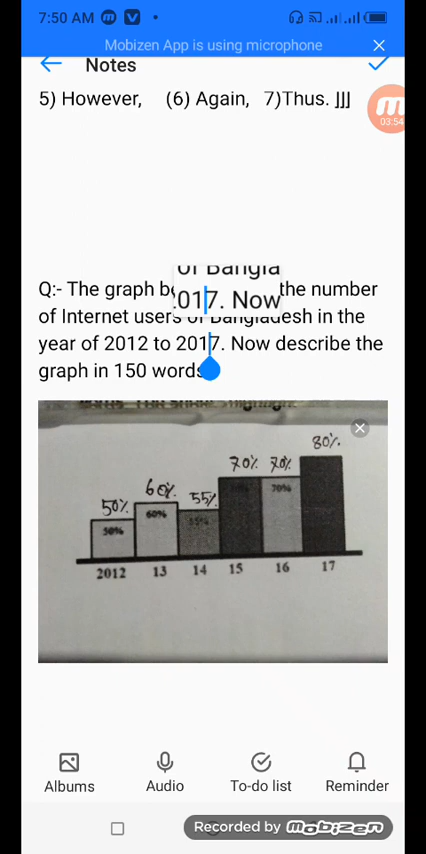 7:50 AM
Mobizen App is using microphone
Notes
5) However, (6) Again, 7)Thus. ]]]
03:54
of Bangla
017. Now
Q:- The graph be the number
of Internet users of Bangladesh in the
year of 2012 to 2017. Now describe the
graph in 150 words
50% 60% 55% 70% 70% 80%
50% 60% 55% 70%
2012 13 14 15 16 17
Albums Audio To-do list Reminder
Recorded by mobizen